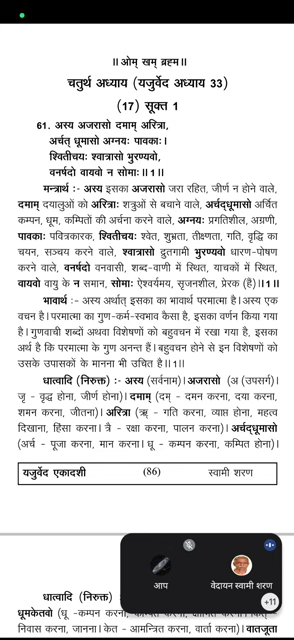 ॥ ओम् खम् ब्रह्म॥
चतुर्थ अध्याय (यजुर्वेद अध्याय 33)
(17) सूक्त 1
61. अस्य अजरासो दमाम् अरित्रा,
अर्चत् धूमासो अग्नयः पावकाः।
श्वितीचयः श्वात्रासो भुरण्यवो,
वनर्षदो वायवो न सोमाः॥1॥
मन्त्रार्थ :- अस्य इसका अजरासो जरा रहित, जीर्ण न होने वाले,
दमाम् दयालुओं को अरित्राः शत्रुओं से बचाने वाले, अर्चद्धूमासो अर्चित
कम्पन, धूम, कम्पितों की अर्चना करने वाले, अग्नयः प्रगतिशील, अग्रणी,
पावकाः पवित्रकारक, श्वितीचयः श्वेत, शुभ्रता, तीक्ष्णता, गति, वृद्धि का
चयन, सञ्चय करने वाले, श्वात्रासो द्रुतगामी भुरण्यवो धारण-पोषण
करने वाले, वनर्षदो वनवासी, शब्द-वाणी में स्थित, याचकों में स्थित,
वायवो वायु के न समान, सोमाः ऐश्वर्यमय, सृजनशील, प्रेरक (हैं)॥1॥
भावार्थ :- अस्य अर्थात् इसका का भावार्थ परमात्मा है। अस्य एक
वचन है। परमात्मा का गुण-कर्म-स्वभाव कैसा है, इसका वर्णन किया गया
है। गुणवाची शब्दों अथवा विशेषणों को बहुवचन में रखा गया है, इसका
अर्थ है कि परमात्मा के गुण अनन्त हैं। बहुवचन होने से इन विशेषणों को
उसके उपासकों के मानना भी उचित है॥1॥
धात्वादि (निरुक्त) :- अस्य (सर्वनाम)। अजरासो (अ (उपसर्ग)।
जृ - वृद्ध होना, जीर्ण होना)। दमाम् (दम् - दमन करना, दया करना,
शमन करना, जीतना)। अरित्रा (ऋ - गति करना, व्याप्त होना, महत्व
दिखाना, हिंसा करना। त्रै - रक्षा करना, पालन करना)। अर्चद्धूमासो
(अर्च - पूजा करना, मान करना। धू - कम्पन करना, कम्पित होना)।
यजुर्वेद एकादशी (86) स्वामी शरण
आप वेदायन स्वामी शरण
+11
धात्वादि (निरुक्त)
धूमकेतवो (धू -कम्पन करना,
निवास करना, जानना। केत - आमन्त्रित करना, वार्ता करना)। वातजूता